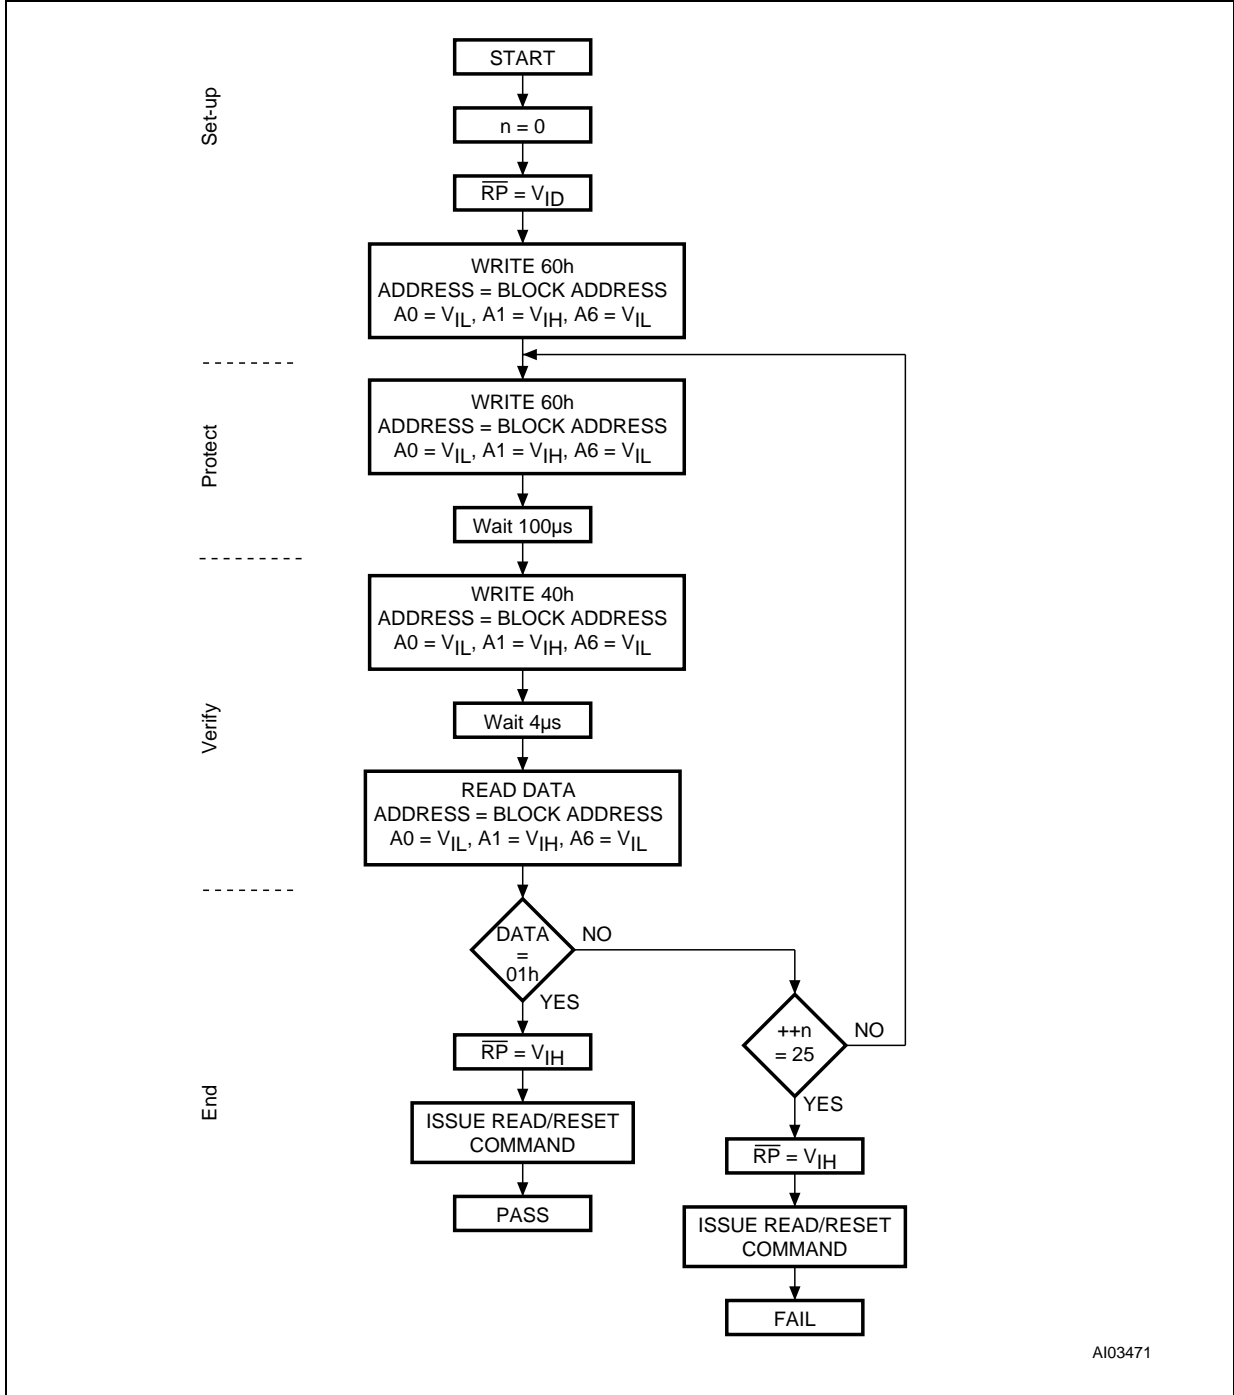 START
Set-up
n = 0
R̅P̅ = VID
WRITE 60h
ADDRESS = BLOCK ADDRESS
A0 = VIL, A1 = VIH, A6 = VIL
Protect
WRITE 60h
ADDRESS = BLOCK ADDRESS
A0 = VIL, A1 = VIH, A6 = VIL
Wait 100µs
Verify
WRITE 40h
ADDRESS = BLOCK ADDRESS
A0 = VIL, A1 = VIH, A6 = VIL
Wait 4µs
READ DATA
ADDRESS = BLOCK ADDRESS
A0 = VIL, A1 = VIH, A6 = VIL
End
DATA
=
01h
NO
YES
++n
= 25
NO
YES
R̅P̅ = VIH
ISSUE READ/RESET
COMMAND
PASS
R̅P̅ = VIH
ISSUE READ/RESET
COMMAND
FAIL
AI03471